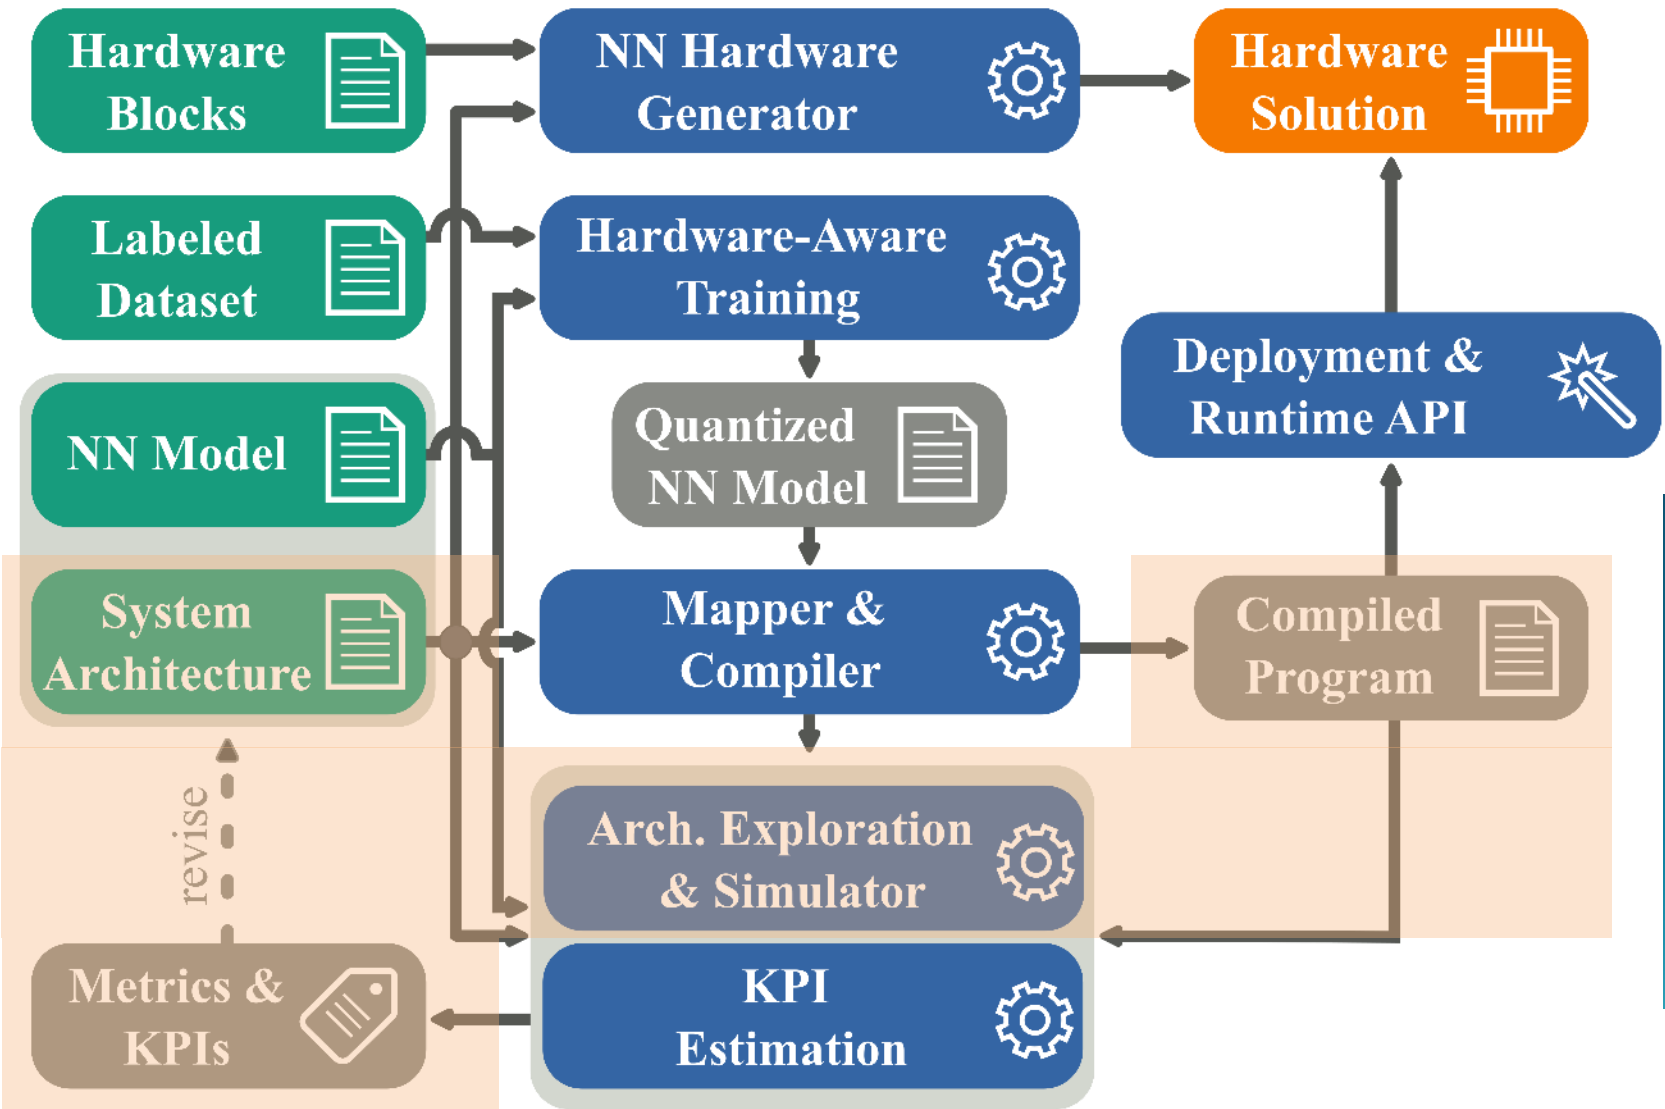 Hardware
Blocks
NN Hardware
Generator
Hardware
Solution
Labeled
Dataset
Hardware-Aware
Training
NN Model
Quantized
NN Model
Deployment &
Runtime API
System
Architecture
Mapper &
Compiler
Compiled
Program
revise
Arch. Exploration
& Simulator
Metrics &
KPIs
KPI
Estimation